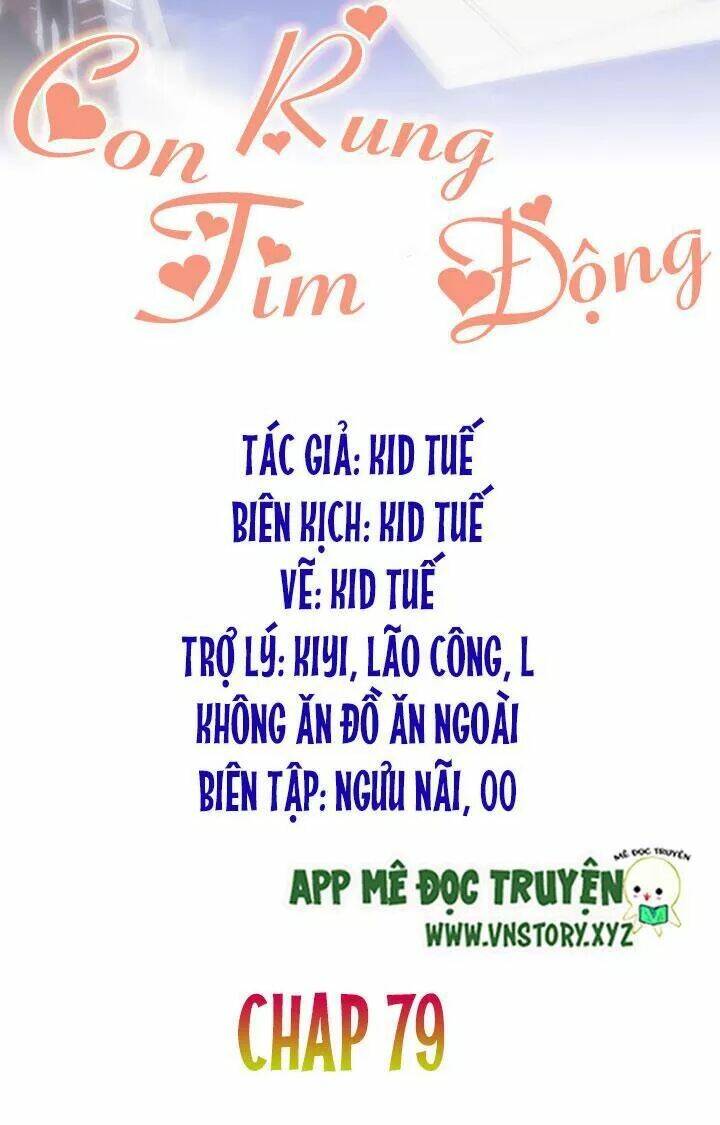 Con Rung
Tim Động
TÁC GIẢ: KID TUẾ
BIÊN KỊCH: KID TUẾ
VẼ: KID TUẾ
TRỢ LÝ: KIYI, LÃO CÔNG, L
KHÔNG ĂN ĐỒ ĂN NGOÀI
BIÊN TẬP: NGƯU NÃI, OO
MÊ ĐỌC TRUYỆN
APP MÊ ĐỌC TRUYỆN
WWW.VNSTORY.XYZ
CHAP 79